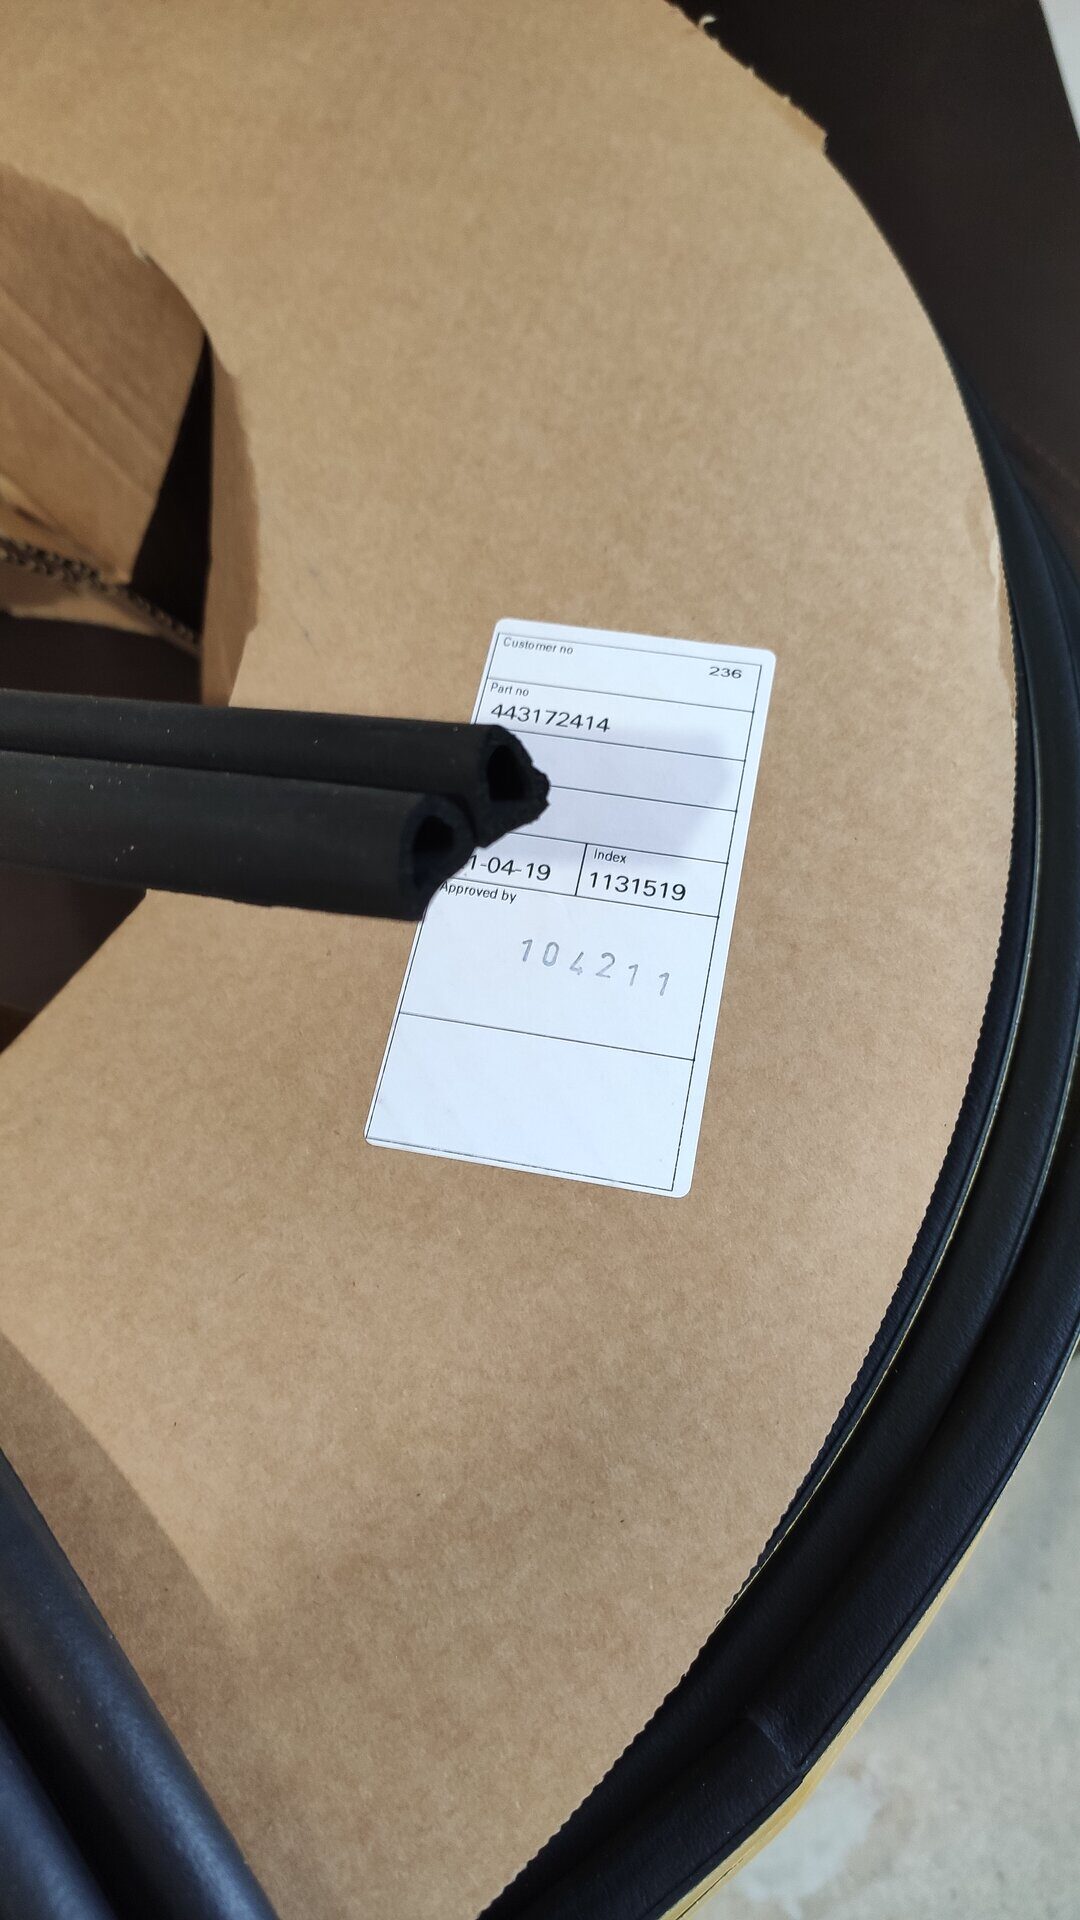 Customer no
236
Part no
443172414
1-04-19
Index
1131519
Approved by
104211